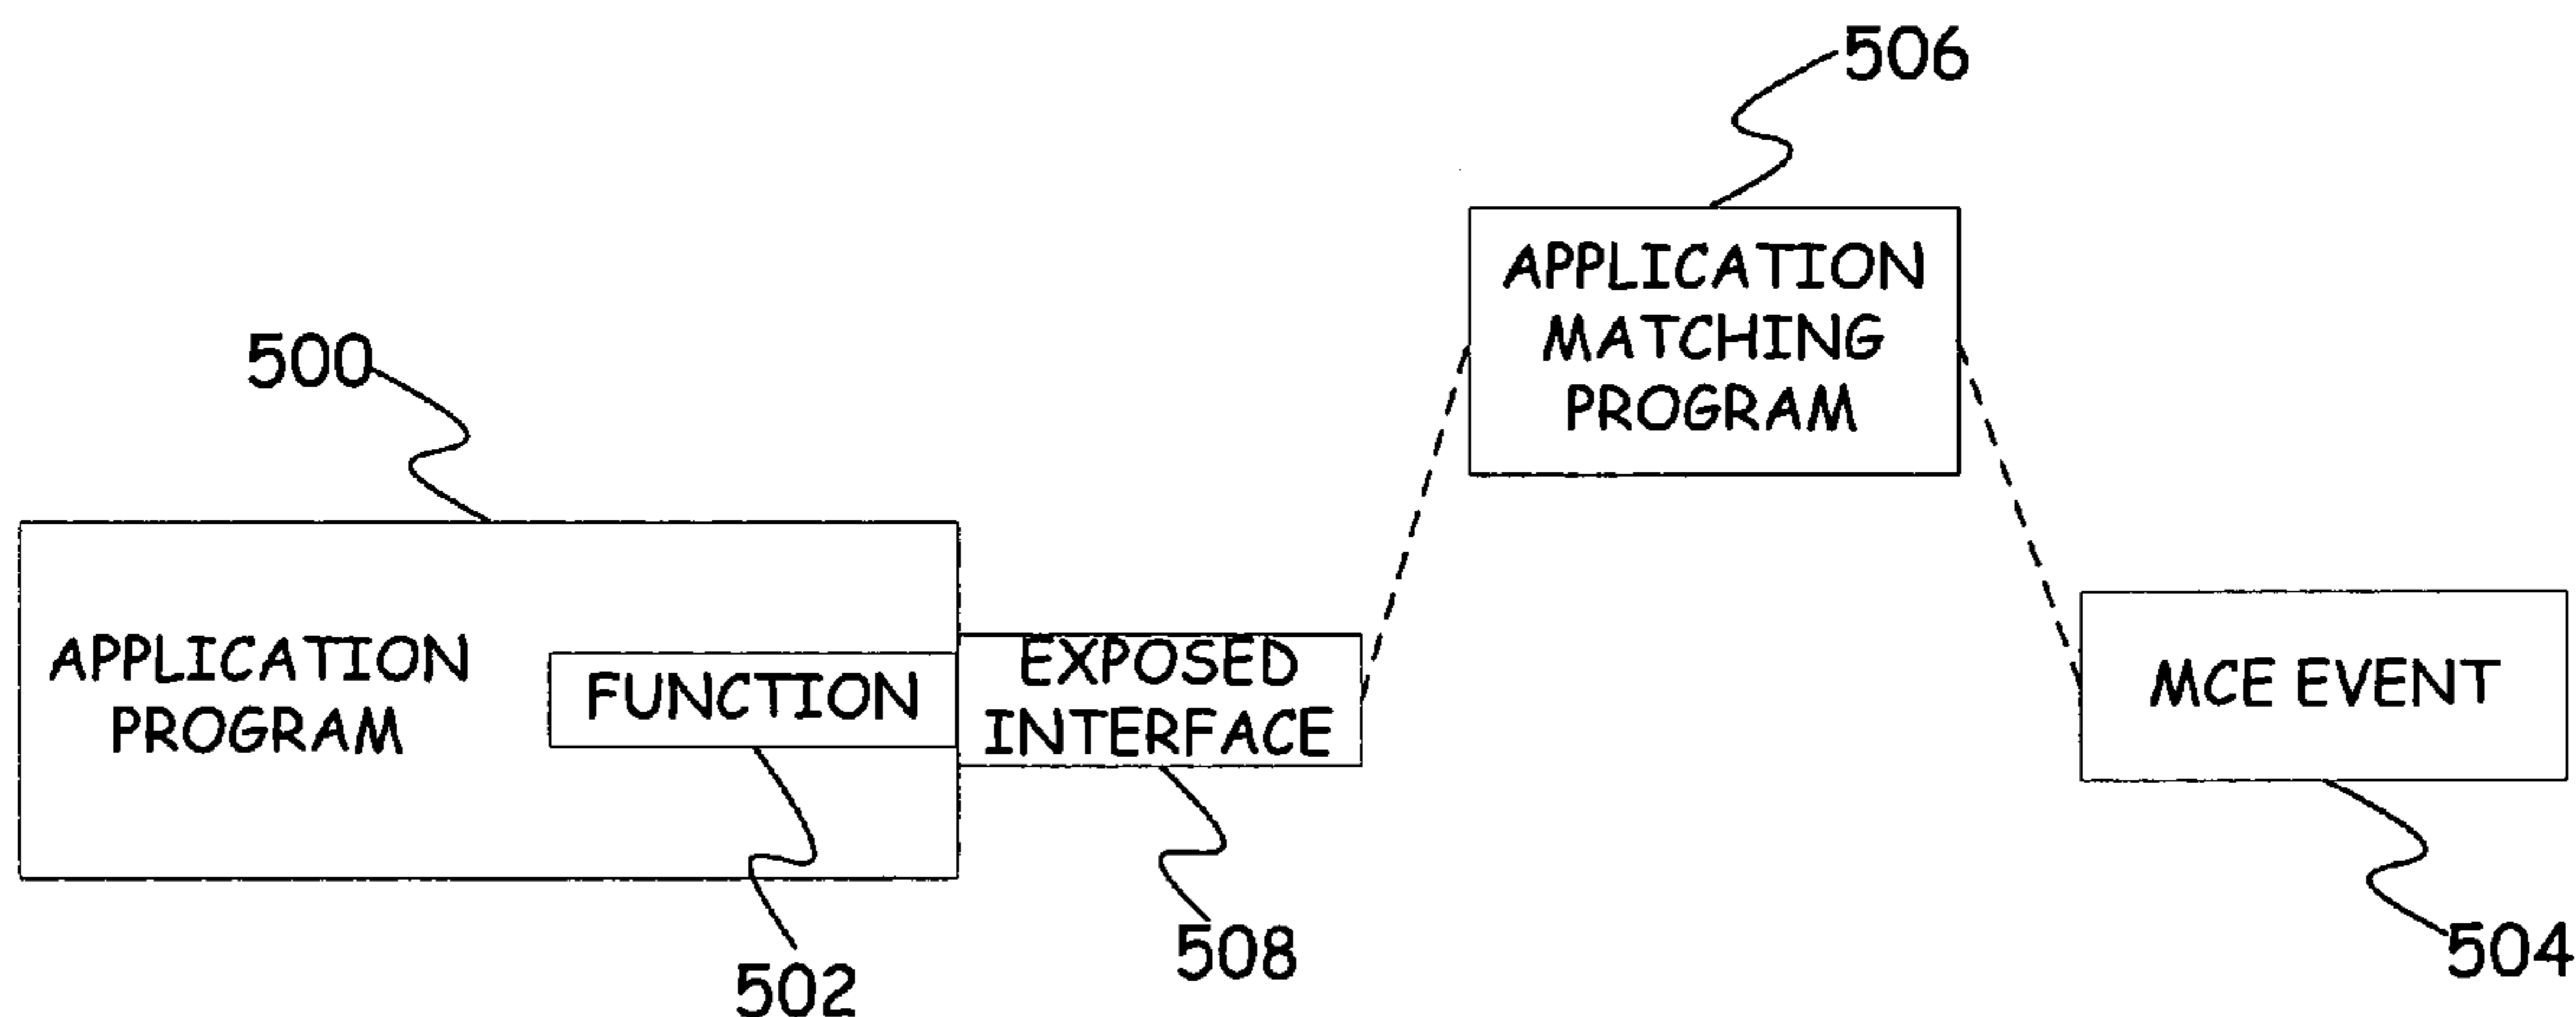 506
APPLICATION
MATCHING
PROGRAM
500
APPLICATION
PROGRAM
FUNCTION
EXPOSED
INTERFACE
MCE EVENT
502
508
504